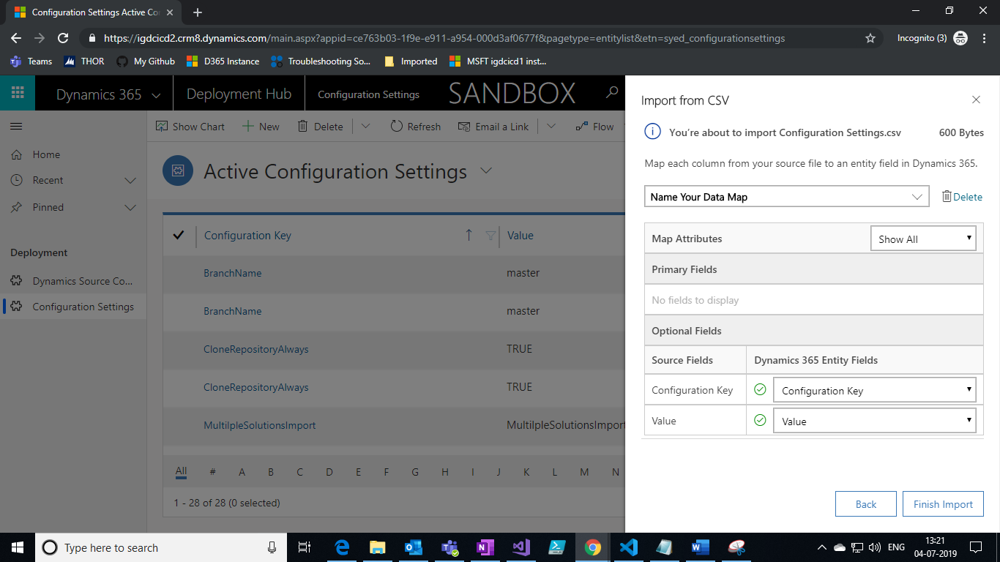 Configuration Settings Active Co
https://igdcicd2.crm8.dynamics.com/main.aspx?appid=ce763b03-1f9e-e911-a954-000d3af0677f&pagetype=entitylist&etn=syed_configurationsettings
Incognito (3)
Teams THOR My Github D365 Instance Troubleshooting So... Imported MSFT igdcicd1 inst...
Dynamics 365 Deployment Hub Configuration Settings SANDBOX
Show Chart New Delete Refresh Email a Link Flow
Home
Recent
Pinned
Deployment
Dynamics Source Co...
Configuration Settings
Active Configuration Settings
Configuration Key Value
BranchName master
BranchName master
CloneRepositoryAlways TRUE
CloneRepositoryAlways TRUE
MultilpleSolutionsImport MultilpleSolutionsImport
All # A B C D E F G H I J K L M N
1 - 28 of 28 (0 selected)
Import from CSV
You're about to import Configuration Settings.csv 600 Bytes
Map each column from your source file to an entity field in Dynamics 365.
Name Your Data Map Delete
Map Attributes Show All
Primary Fields
No fields to display
Optional Fields
Source Fields Dynamics 365 Entity Fields
Configuration Key Configuration Key
Value Value
Back Finish Import
Type here to search
ENG
13:21
04-07-2019